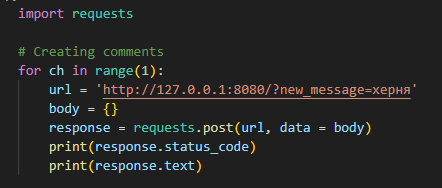 import requests
# Creating comments
for ch in range(1):
    url = 'http://127.0.0.1:8080/?new_message=херня'
    body = {}
    response = requests.post(url, data = body)
    print(response.status_code)
    print(response.text)